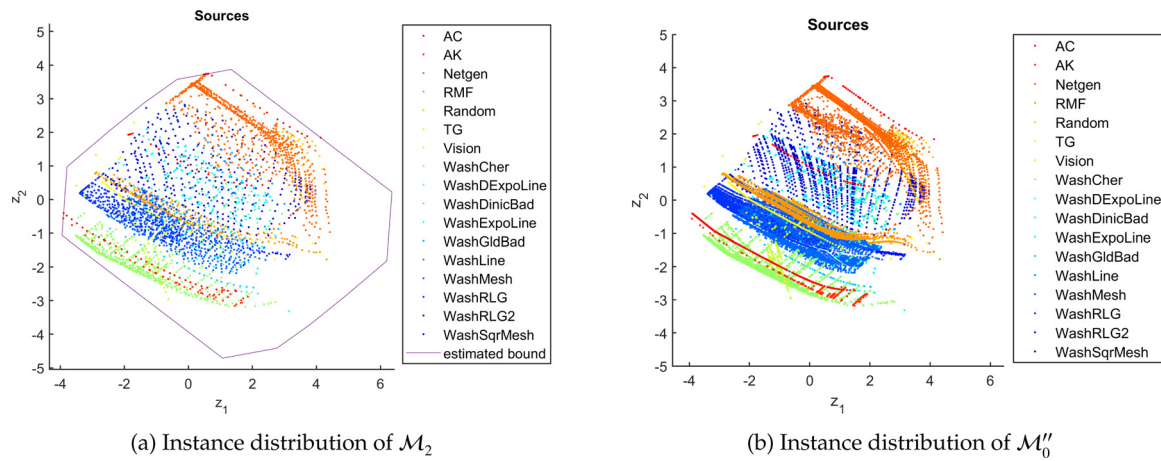 Sources
5
4
3
2
1
0
-1
-2
-3
-4
-5
z2
-4 -2 0 2 4 6
z1
AC
AK
Netgen
RMF
Random
TG
Vision
WashCher
WashDExpoLine
WashDinicBad
WashExpoLine
WashGldBad
WashLine
WashMesh
WashRLG
WashRLG2
WashSqrMesh
estimated bound
(a) Instance distribution of ℳ₂
Sources
5
4
3
2
1
0
-1
-2
-3
-4
-5
z2
-4 -2 0 2 4 6
z1
AC
AK
Netgen
RMF
Random
TG
Vision
WashCher
WashDExpoLine
WashDinicBad
WashExpoLine
WashGldBad
WashLine
WashMesh
WashRLG
WashRLG2
WashSqrMesh
(b) Instance distribution of ℳ₀″